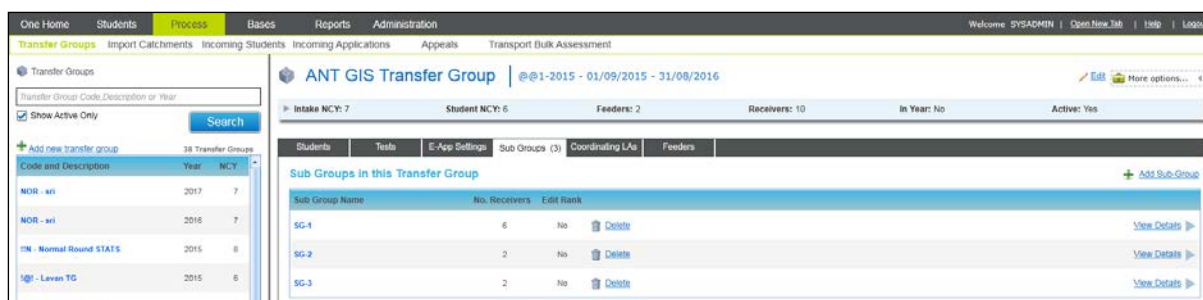 One Home Students Process Bases Reports Administration Welcome SYSADMIN | Open New Tab | Help | Logou
Transfer Groups Import Catchments Incoming Students Incoming Applications Appeals Transport Bulk Assessment
Transfer Groups
Transfer Group Code,Description or Year
Show Active Only
Search
Add new transfer group 38 Transfer Groups
Code and Description Year NCY
NOR - sri 2017 7
NOR - sri 2016 7
!!N - Normal Round STATS 2015 6
!@! - Levan TG 2015 6
ANT GIS Transfer Group @@1-2015 - 01/09/2015 - 31/08/2016 Edit More options...
Intake NCY: 7 Student NCY: 6 Feeders: 2 Receivers: 10 In Year: No Active: Yes
Students Tests E-App Settings Sub Groups (3) Coordinating LAs Feeders
Sub Groups in this Transfer Group Add Sub-Group
Sub Group Name No. Receivers Edit Rank
SG-1 6 No Delete View Details
SG-2 2 No Delete View Details
SG-3 2 No Delete View Details